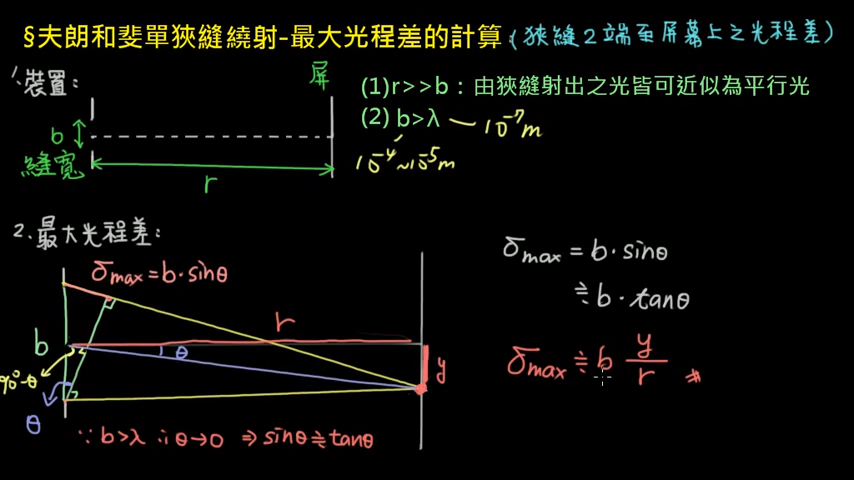 §夫朗和斐單狹縫繞射-最大光程差的計算(狹縫2端至屏幕上之光程差)
1.裝置:
屏
(1)r>>b：由狹縫射出之光皆可近似為平行光
(2) b>λ — 10⁻⁷m
10⁻⁴~10⁻⁵m
b
縫寬
r
2.最大光程差:
δmax=b·sinθ
r
b
θ
y
90°-θ
θ
∵b>λ ∴θ→0 ⇒ sinθ≒tanθ
δmax = b·sinθ
≒ b·tanθ
δmax ≒ b y/r #